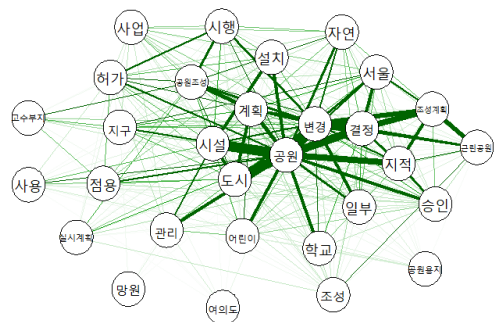 사업
시행
자연
설치
허가
공원조성
서울
계획
조성계획
고수부지
지구
변경
결정
시설
공원
지적
근린공원
사용
점용
도시
일부
승인
실시계획
관리
어린이
학교
공원용지
망원
여의도
조성